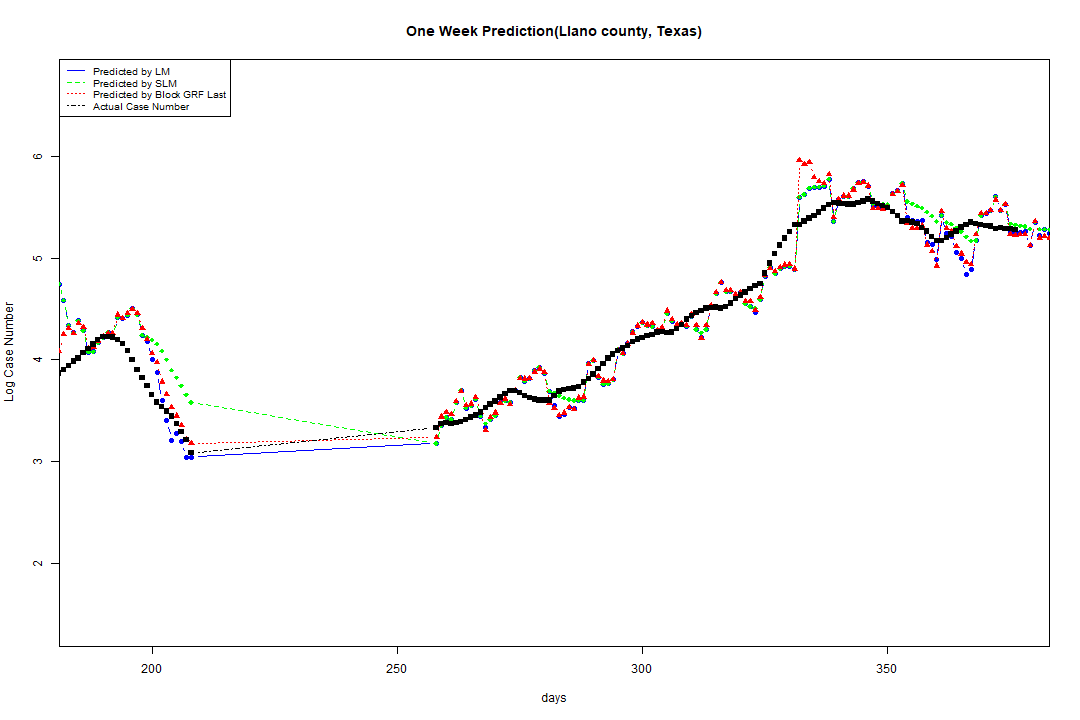 One Week Prediction(Llano county, Texas)
Predicted by LM
Predicted by SLM
Predicted by Block GRF Last
Actual Case Number
6
5
4
3
2
Log Case Number
200 250 300 350
days